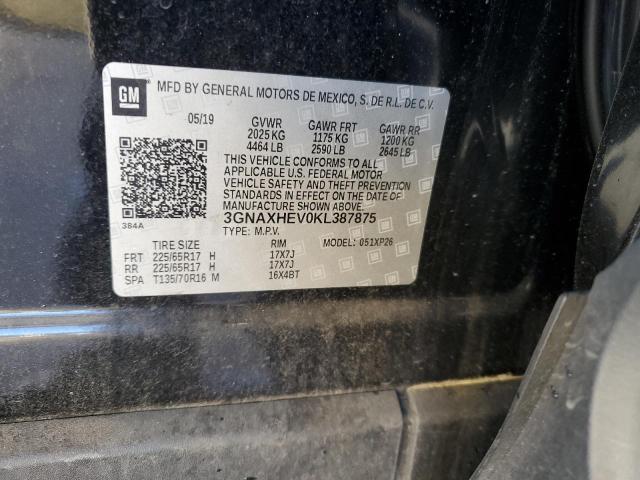 GM
MFD BY GENERAL MOTORS DE MEXICO, S. DE R.L. DE C.V.
05/19 GVWR GAWR FRT GAWR RR
2025 KG 1175 KG 1200 KG
4464 LB 2590 LB 2645 LB
THIS VEHICLE CONFORMS TO ALL
APPLICABLE U.S. FEDERAL MOTOR
VEHICLE SAFETY AND THEFT PREVENTION
STANDARDS IN EFFECT ON THE DATE OF
MANUFACTURE SHOWN ABOVE.
384A 3GNAXHEV0KL387875
TYPE: M.P.V. MODEL: 051XP26
TIRE SIZE RIM
FRT 225/65R17 H 17X7J
RR 225/65R17 H 17X7J
SPA T135/70R16 M 16X4BT